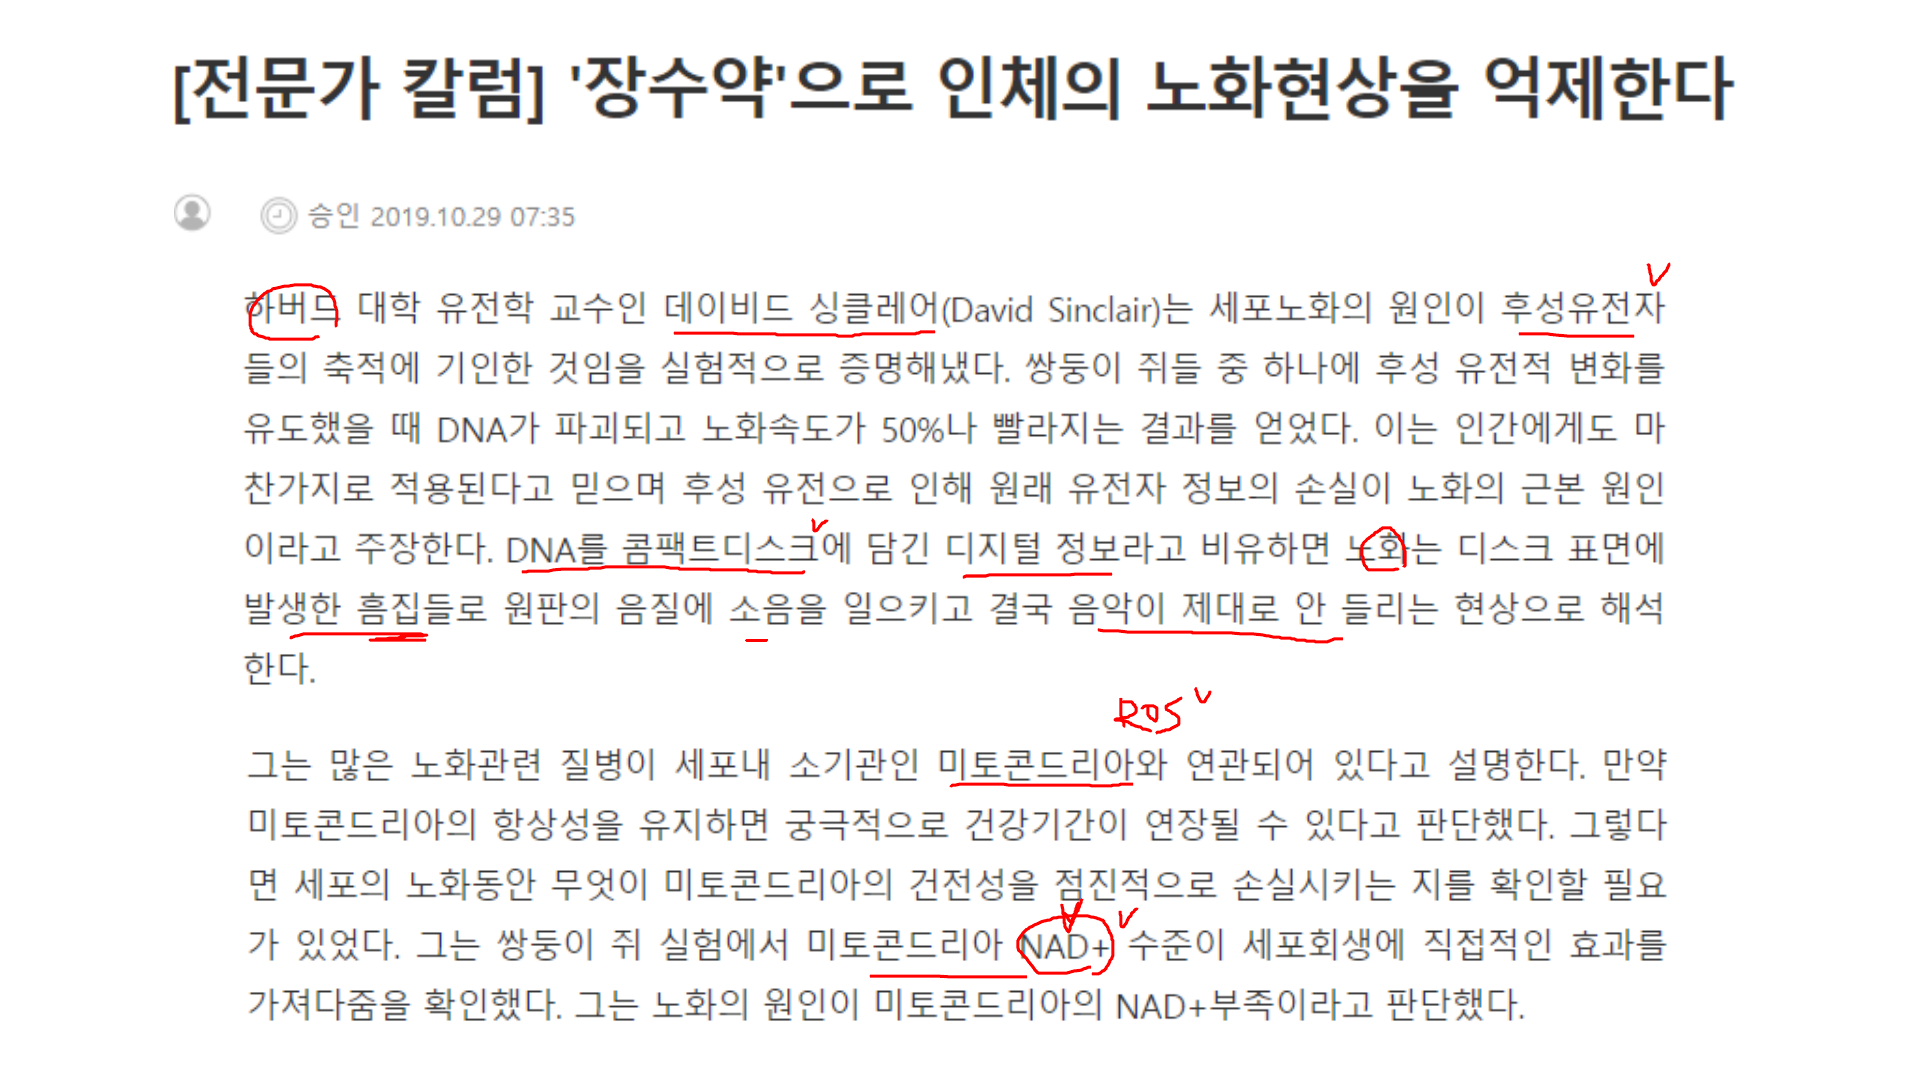 [전문가 칼럼] '장수약'으로 인체의 노화현상을 억제한다
승인 2019.10.29 07:35
하버드 대학 유전학 교수인 데이비드 싱클레어(David Sinclair)는 세포노화의 원인이 후성유전자
들의 축적에 기인한 것임을 실험적으로 증명해냈다. 쌍둥이 쥐들 중 하나에 후성 유전적 변화를
유도했을 때 DNA가 파괴되고 노화속도가 50%나 빨라지는 결과를 얻었다. 이는 인간에게도 마
찬가지로 적용된다고 믿으며 후성 유전으로 인해 원래 유전자 정보의 손실이 노화의 근본 원인
이라고 주장한다. DNA를 콤팩트디스크에 담긴 디지털 정보라고 비유하면 노화는 디스크 표면에
발생한 흠집들로 원판의 음질에 소음을 일으키고 결국 음악이 제대로 안 들리는 현상으로 해석
한다.
ROS
그는 많은 노화관련 질병이 세포내 소기관인 미토콘드리아와 연관되어 있다고 설명한다. 만약
미토콘드리아의 항상성을 유지하면 궁극적으로 건강기간이 연장될 수 있다고 판단했다. 그렇다
면 세포의 노화동안 무엇이 미토콘드리아의 건전성을 점진적으로 손실시키는 지를 확인할 필요
가 있었다. 그는 쌍둥이 쥐 실험에서 미토콘드리아 NAD+ 수준이 세포회생에 직접적인 효과를
가져다줌을 확인했다. 그는 노화의 원인이 미토콘드리아의 NAD+부족이라고 판단했다.